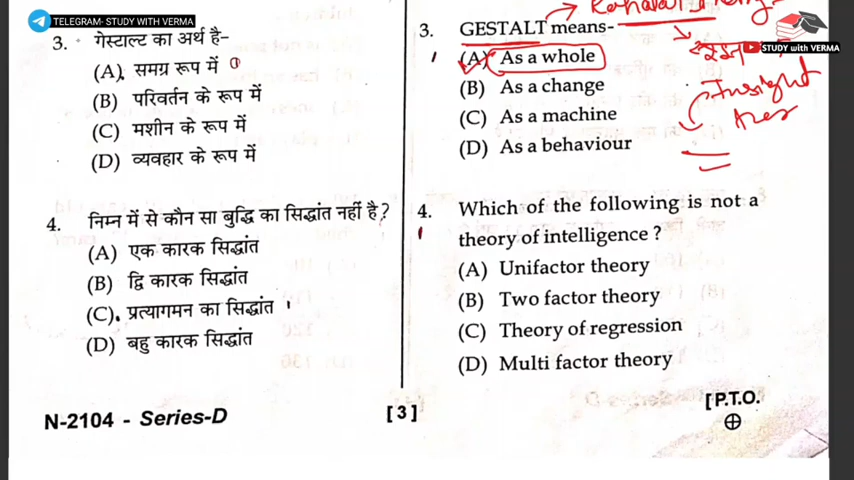 TELEGRAM- STUDY WITH VERMA
STUDY with VERMA
3. गेस्टाल्ट का अर्थ है-
(A) समग्र रूप में
(B) परिवर्तन के रूप में
(C) मशीन के रूप में
(D) व्यवहार के रूप में
4. निम्न में से कौन सा बुद्धि का सिद्धांत नहीं है?
(A) एक कारक सिद्धांत
(B) द्वि कारक सिद्धांत
(C) प्रत्यागमन का सिद्धांत
(D) बहु कारक सिद्धांत
3. GESTALT means-
(A) As a whole
(B) As a change
(C) As a machine
(D) As a behaviour
Insight
4. Which of the following is not a
theory of intelligence ?
(A) Unifactor theory
(B) Two factor theory
(C) Theory of regression
(D) Multi factor theory
N-2104 - Series-D
[ 3 ]
[ P.T.O.